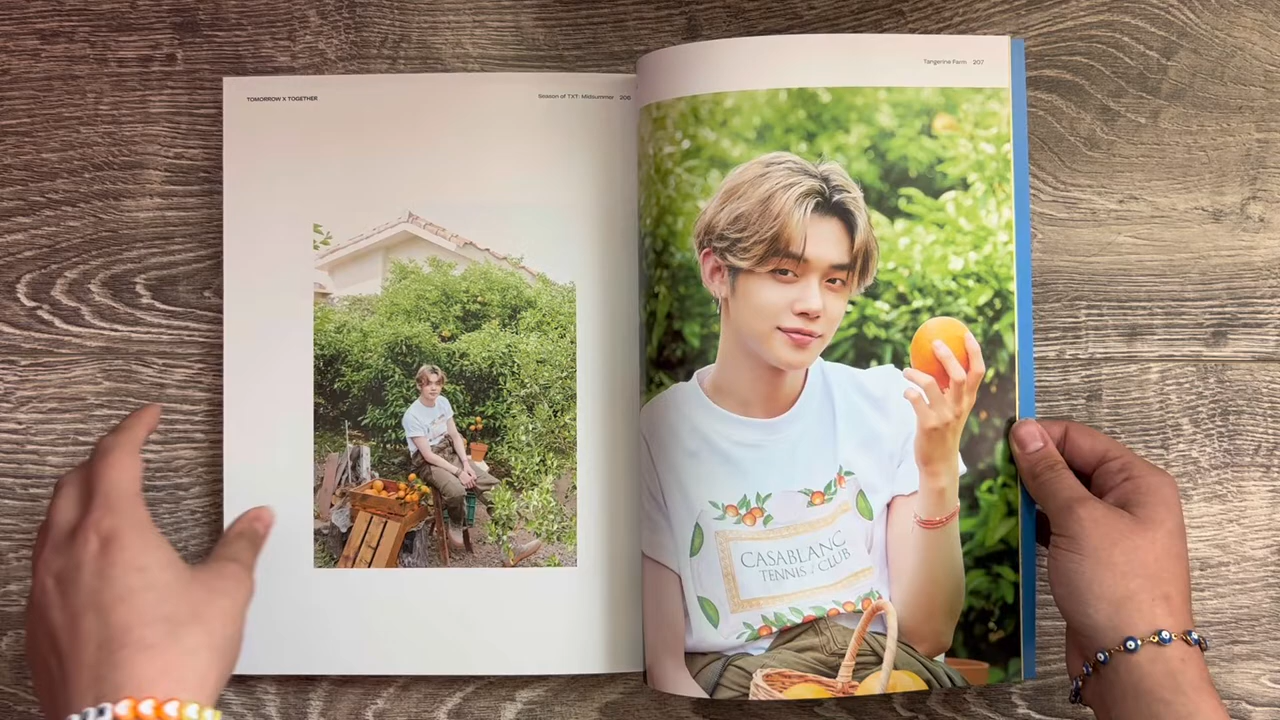 TOMORROW X TOGETHER
Season of TXT: Midsummer 206
Tangerine Farm 207
CASABLANC
TENNIS / CLUB